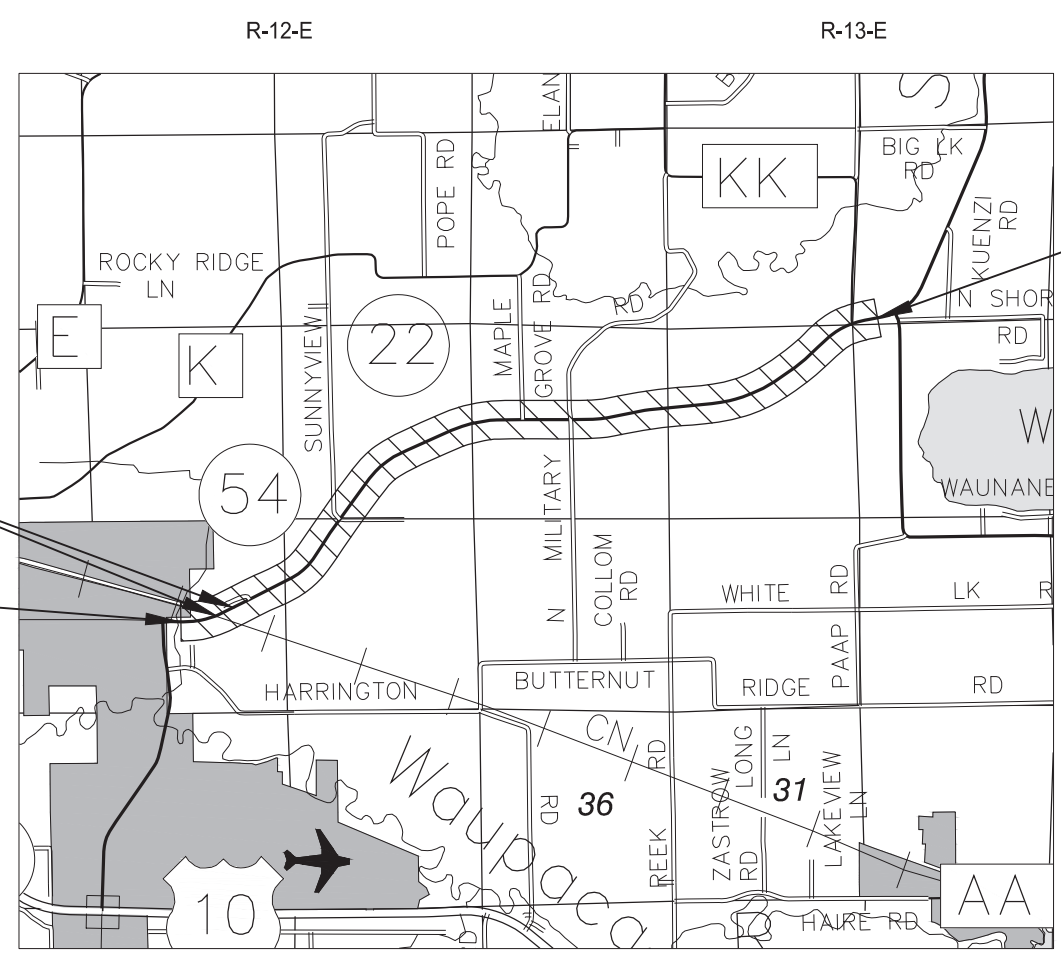 R-12-E
R-13-E
S
BIG LK
RD
KK
POPE RD
KUENZI
RD
ROCKY RIDGE
LN
N SHOR
RD
RD
E
K
22
SUNNYVIEW
MAPLE
GROVE RD
W
WAUNANE
54
N MILITARY
COLLOM
RD
WHITE
LK
R
PAAP RD
HARRINGTON
BUTTERNUT
RIDGE
RD
CN
Waupaca
RD
36
REEK RD
ZASTROW
RD
LONG
LN
31
LAKEVIEW
LN
10
AA
HAIRE RD